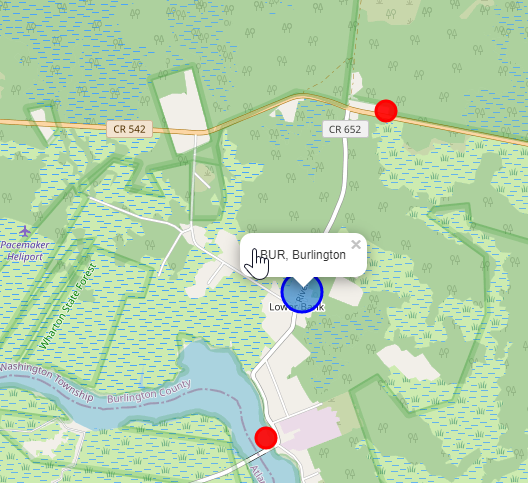 CR 542
CR 652
BUR, Burlington
×
Pacemaker
Heliport
Wharton State Forest
Lower Bank
Washington Township
Burlington County